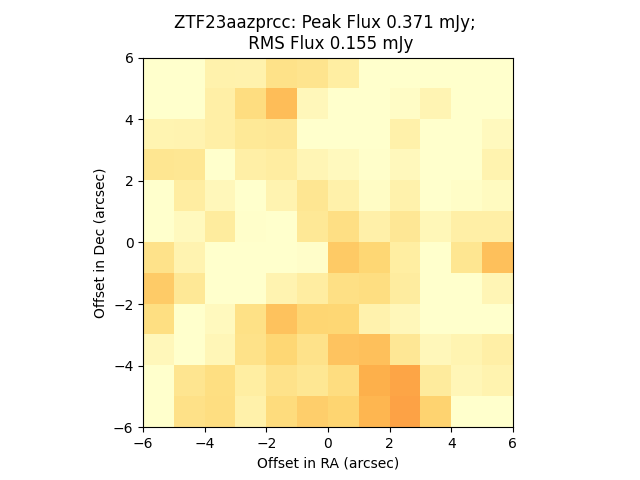 ZTF23aazprcc: Peak Flux 0.371 mJy;
RMS Flux 0.155 mJy
6
4
2
0
−2
−4
−6
Offset in Dec (arcsec)
−6 −4 −2 0 2 4 6
Offset in RA (arcsec)